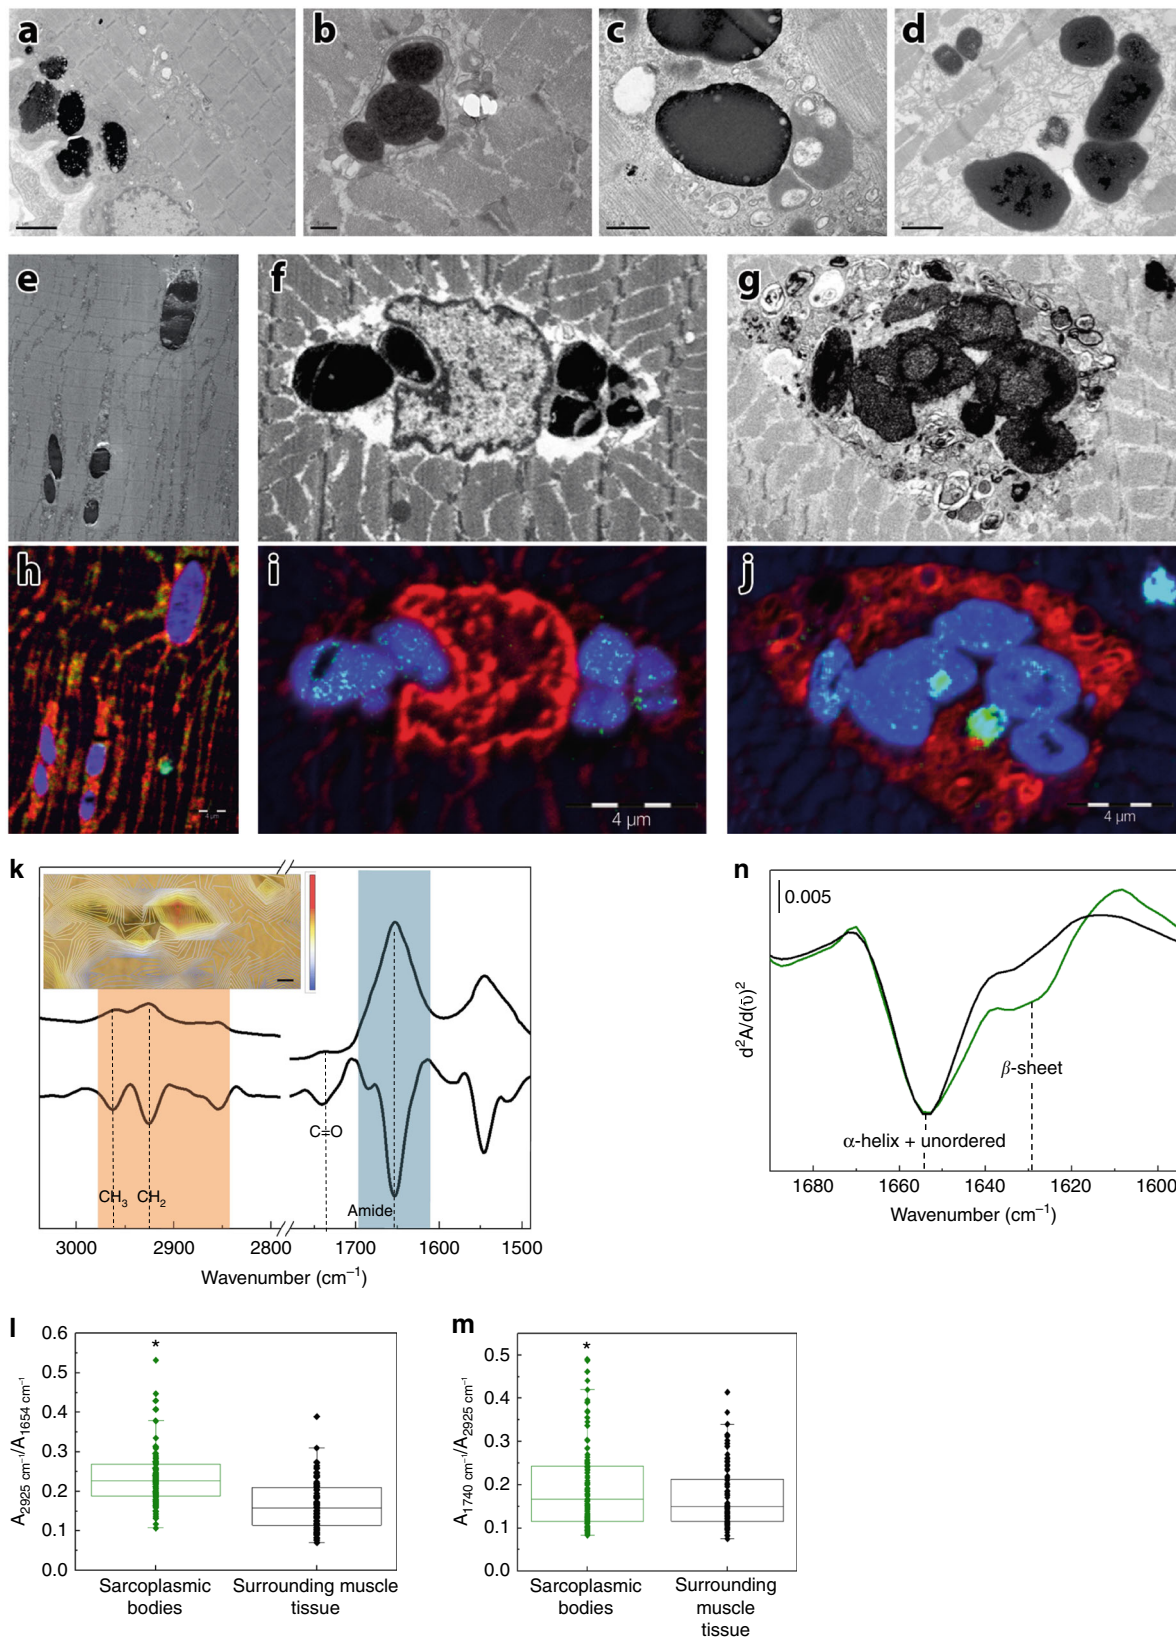 a
b
c
d
e
f
g
h
i
j
4 µm
4 µm
4 µm
k
CH3
CH2
C=O
Amide
3000 2900 2800 1700 1600 1500
Wavenumber (cm−1)
n
0.005
d2A/d(ῡ)2
β-sheet
α-helix + unordered
1680 1660 1640 1620 1600
Wavenumber (cm−1)
l
A2925 cm−1/A1654 cm−1
0.6
0.5
0.4
0.3
0.2
0.1
0.0
*
Sarcoplasmic
bodies
Surrounding muscle
tissue
m
A1740 cm−1/A2925 cm−1
0.5
0.4
0.3
0.2
0.1
0.0
*
Sarcoplasmic
bodies
Surrounding
muscle
tissue